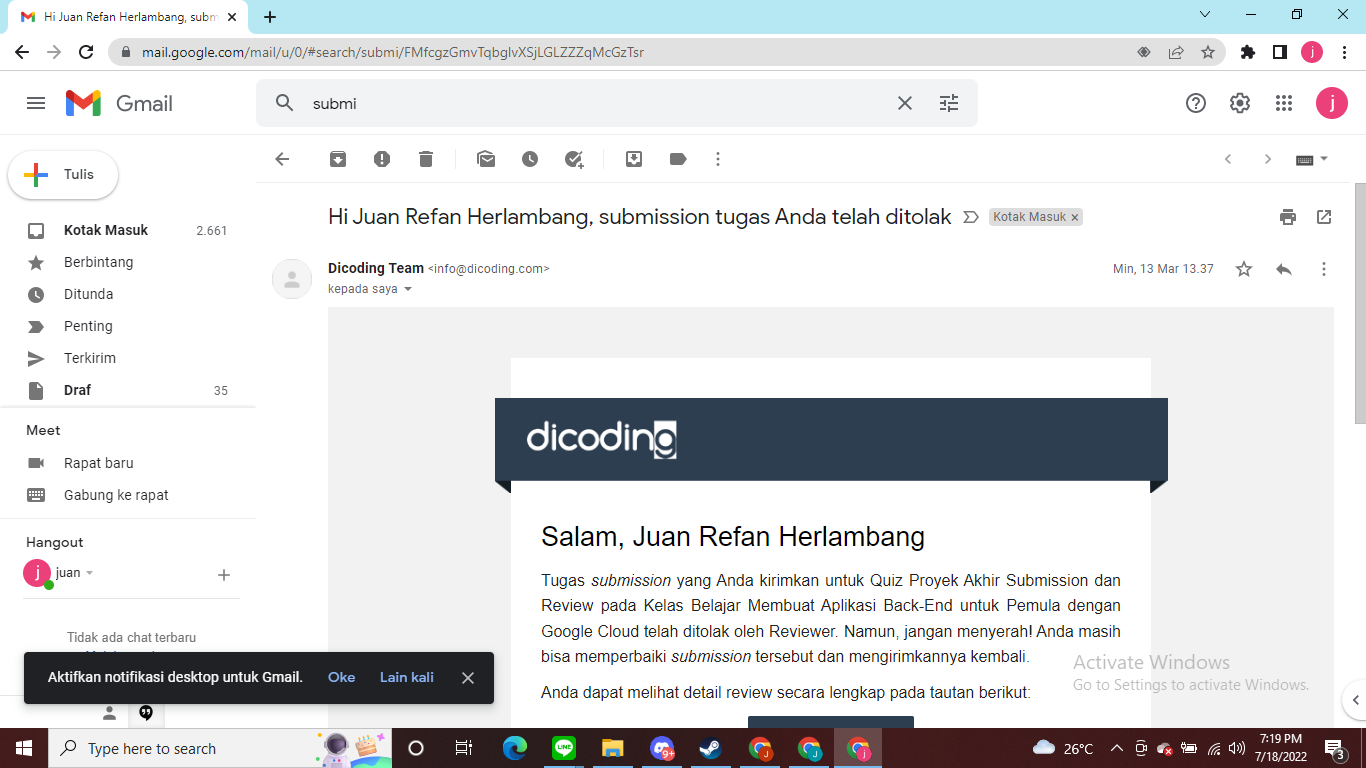 Hi Juan Refan Herlambang, subm
mail.google.com/mail/u/0/#search/submi/FMfcgzGmvTqbglvXSjLGLZZZqMcGzTsr
j
Gmail
submi
j
Tulis
Kotak Masuk 2.661
Berbintang
Ditunda
Penting
Terkirim
Draf 35
Meet
Rapat baru
Gabung ke rapat
Hangout
j juan
Tidak ada chat terbaru
Hi Juan Refan Herlambang, submission tugas Anda telah ditolak Kotak Masuk ×
Dicoding Team <info@dicoding.com> Min, 13 Mar 13.37
kepada saya
dicoding
Salam, Juan Refan Herlambang
Tugas submission yang Anda kirimkan untuk Quiz Proyek Akhir Submission dan
Review pada Kelas Belajar Membuat Aplikasi Back-End untuk Pemula dengan
Google Cloud telah ditolak oleh Reviewer. Namun, jangan menyerah! Anda masih
bisa memperbaiki submission tersebut dan mengirimkannya kembali.
Anda dapat melihat detail review secara lengkap pada tautan berikut:
Aktifkan notifikasi desktop untuk Gmail. Oke Lain kali
Activate Windows
Go to Settings to activate Windows.
Type here to search
LINE
9+
J
J
j
26°C
7:19 PM
7/18/2022
3